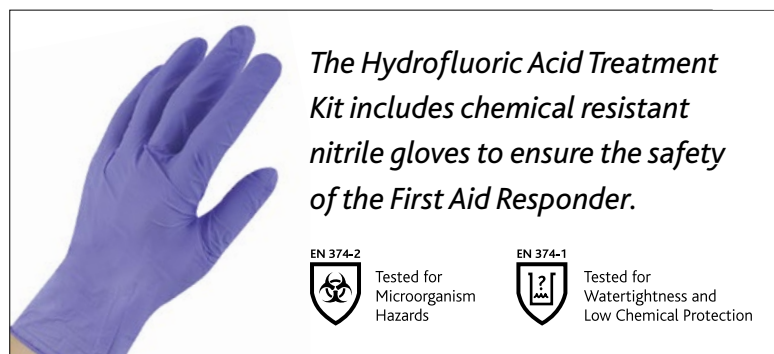 The Hydrofluoric Acid Treatment
Kit includes chemical resistant
nitrile gloves to ensure the safety
of the First Aid Responder.
EN 374-2
Tested for
Microorganism
Hazards
EN 374-1
?
Tested for
Watertightness and
Low Chemical Protection